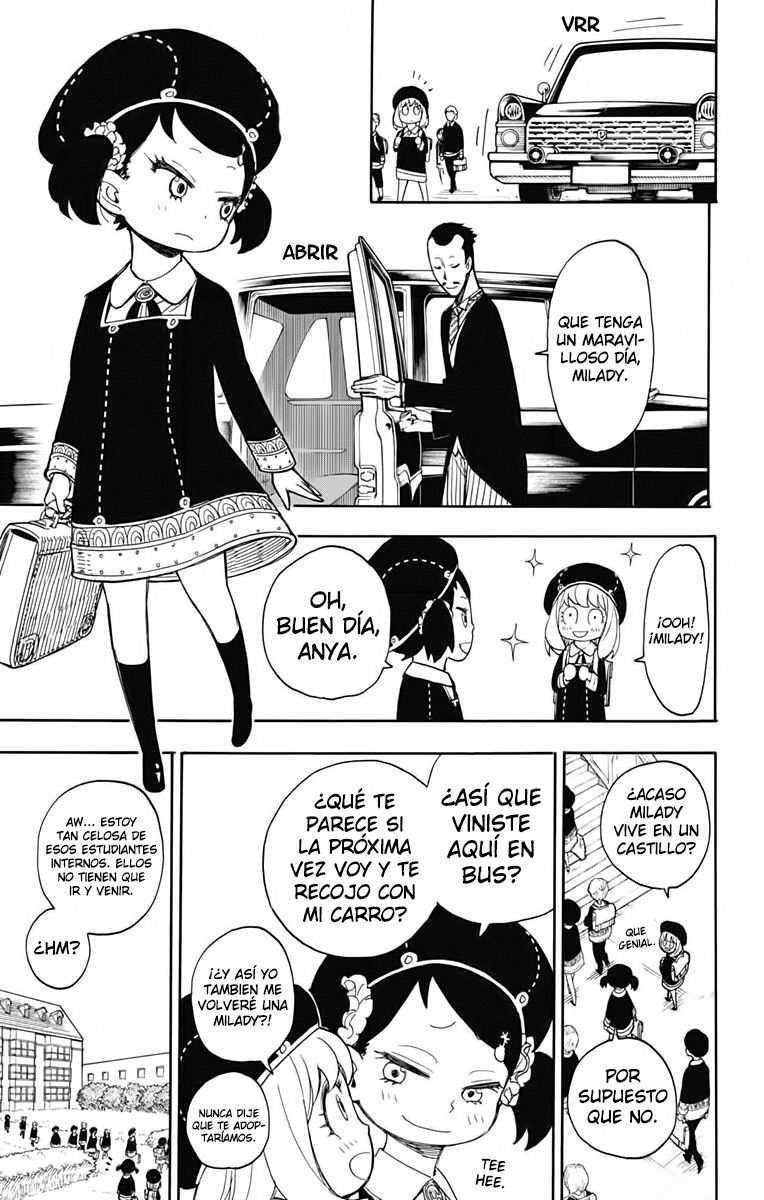 VRR
ABRIR
QUE TENGA
UN MARAVI-
LLOSO DÍA,
MILADY.
¡OOH!
¡MILADY!
OH,
BUEN DÍA,
ANYA.
¿ACASO
MILADY
VIVE EN UN
CASTILLO?
QUE
GENIAL.
POR
SUPUESTO
QUE NO.
¿ASÍ QUE
VINISTE
AQUÍ EN
BUS?
¿QUÉ TE
PARECE SI
LA PRÓXIMA
VEZ VOY Y TE
RECOJO CON
MI CARRO?
¡¿Y ASÍ YO
TAMBIEN ME
VOLVERÉ UNA
MILADY?!
NUNCA DIJE
QUE TE ADOP-
TARÍAMOS.
TEE
HEE.
AW... ESTOY
TAN CELOSA DE
ESOS ESTUDIANTES
INTERNOS. ELLOS
NO TIENEN QUE
IR Y VENIR.
¿HM?